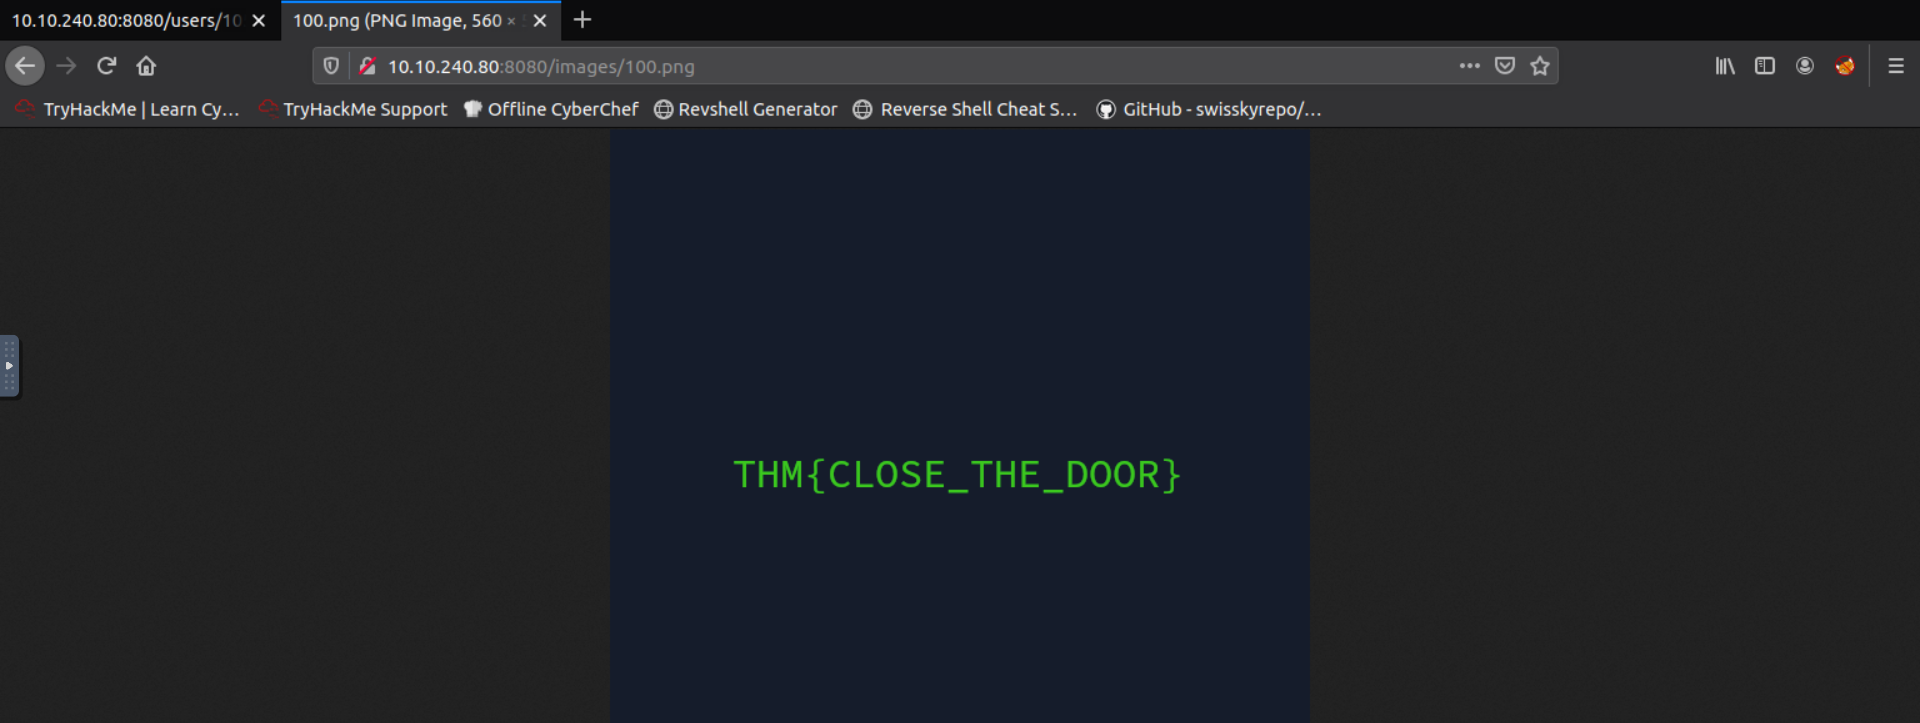 10.10.240.80:8080/users/10
100.png (PNG Image, 560 ×
10.10.240.80:8080/images/100.png
TryHackMe | Learn Cy... TryHackMe Support Offline CyberChef Revshell Generator Reverse Shell Cheat S... GitHub - swisskyrepo/...
THM{CLOSE_THE_DOOR}